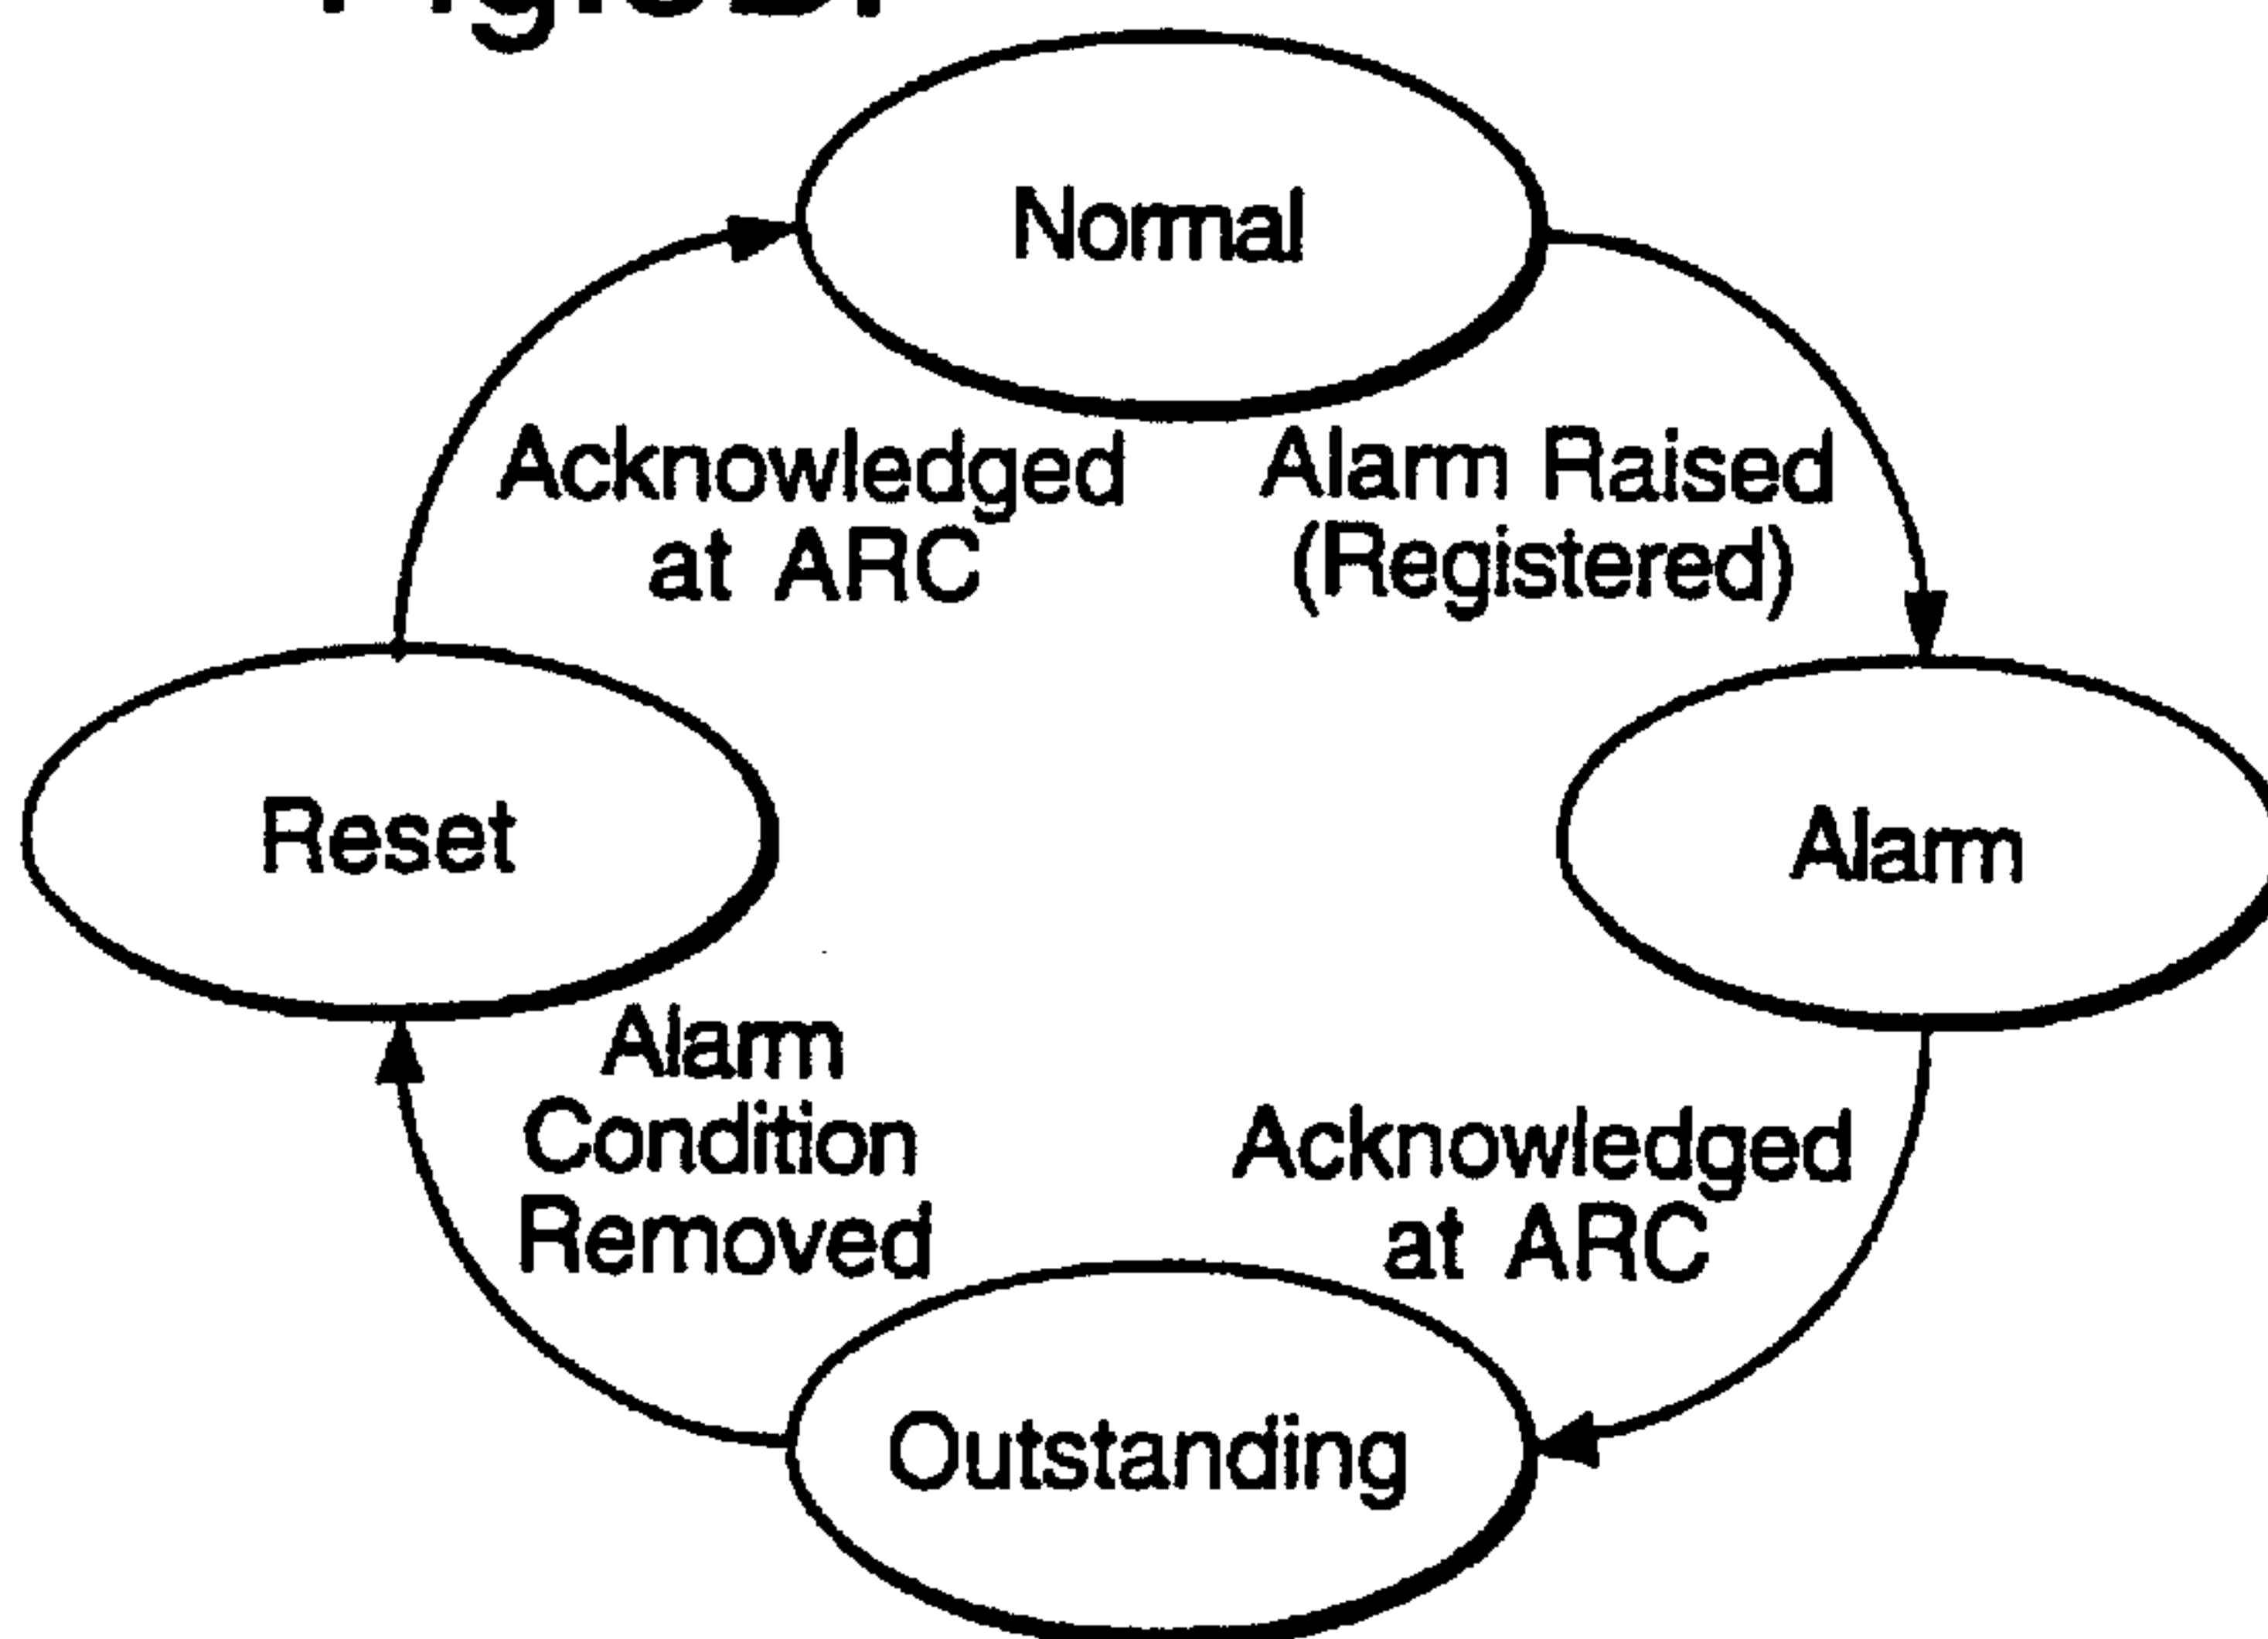 Normal
Acknowledged
at ARC
Alarm Raised
(Registered)
Reset
Alarm
Alarm
Condition
Removed
Acknowledged
at ARC
Outstanding